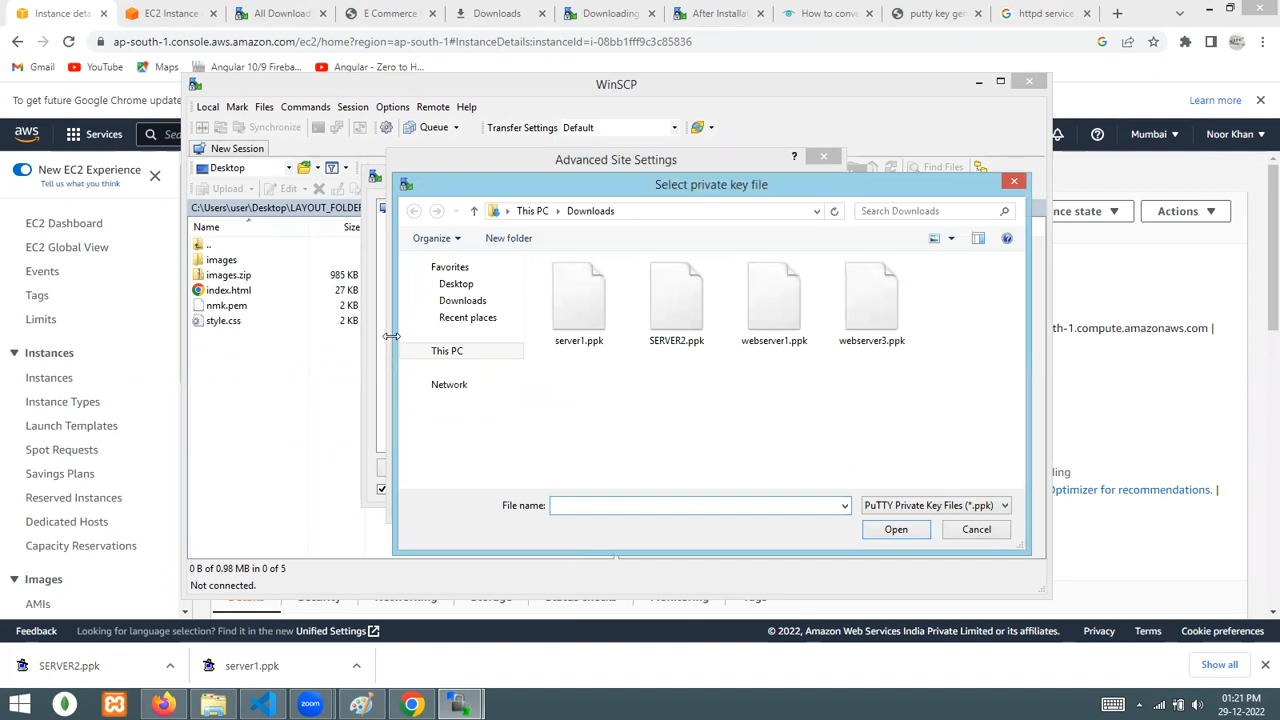 Instance deta
EC2 Instance
All Download
E Commerce
Downloads
Downloading
After Installa
How to conve
putty key gen
httpd service
ap-south-1.console.aws.amazon.com/ec2/home?region=ap-south-1#InstanceDetails:instanceId=i-08bb1fff9c3c85836
Gmail
YouTube
Maps
Angular 10/9 Fireba...
Angular - Zero to H...
To get future Google Chrome update
Learn more
WinSCP
Local Mark Files Commands Session Options Remote Help
Synchronize
Queue
Transfer Settings Default
New Session
Desktop
Find Files
Upload
Edit
C:\Users\user\Desktop\LAYOUT_FOLDER
Name Size
..
images
images.zip 985 KB
index.html 27 KB
nmk.pem 2 KB
style.css 2 KB
0 B of 0.98 MB in 0 of 5
Not connected.
Advanced Site Settings
?
Select private key file
This PC
Downloads
Search Downloads
Organize
New folder
Favorites
Desktop
Downloads
Recent places
This PC
Network
server1.ppk
SERVER2.ppk
webserver1.ppk
webserver3.ppk
File name:
PuTTY Private Key Files (*.ppk)
Open
Cancel
aws
Services
Sea
Mumbai
Noor Khan
New EC2 Experience
Tell us what you think
EC2 Dashboard
EC2 Global View
Events
Tags
Limits
Instances
Instances
Instance Types
Launch Templates
Spot Requests
Savings Plans
Reserved Instances
Dedicated Hosts
Capacity Reservations
Images
AMIs
nce state
Actions
th-1.compute.amazonaws.com |
ding
Optimizer for recommendations. |
Feedback
Looking for language selection? Find it in the new Unified Settings
© 2022, Amazon Web Services India Private Limited or its affiliates.
Privacy
Terms
Cookie preferences
SERVER2.ppk
server1.ppk
Show all
zoom
01:21 PM
29-12-2022